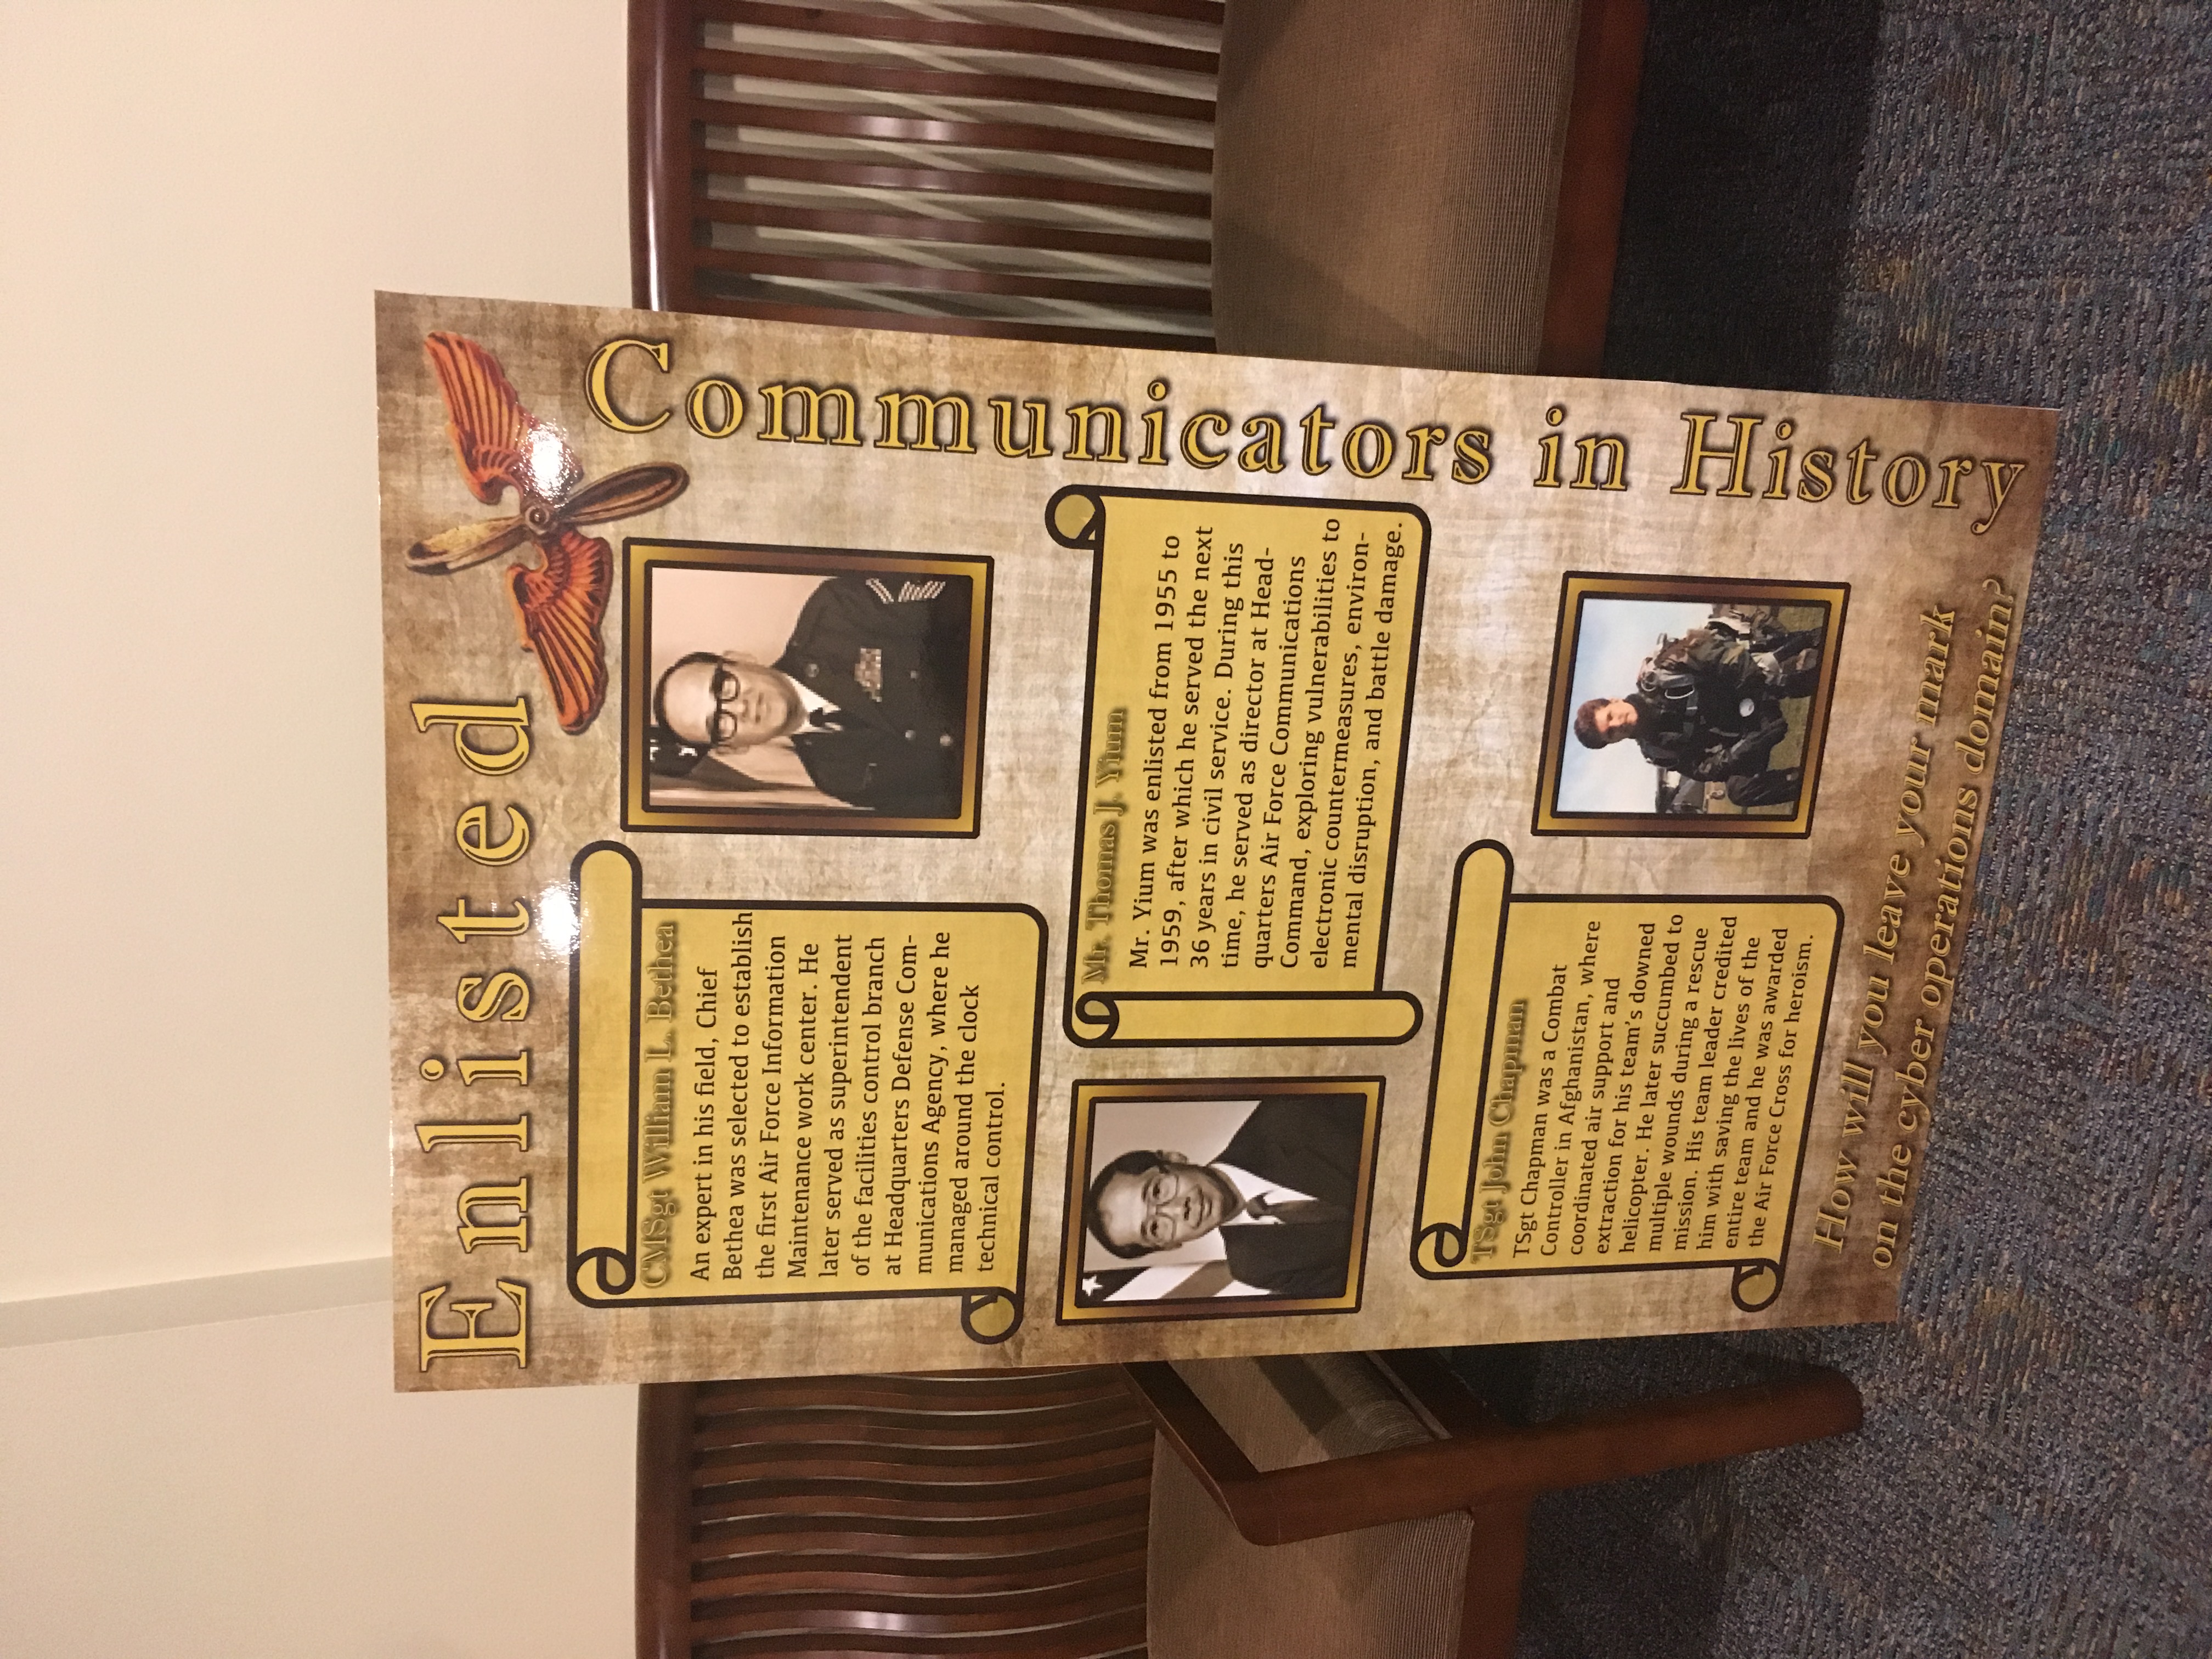 Enlisted
Communicators in History
CMSgt William L. Bethea
An expert in his field, Chief
Bethea was selected to establish
the first Air Force Information
Maintenance work center. He
later served as superintendent
of the facilities control branch
at Headquarters Defense Com-
munications Agency, where he
managed around the clock
technical control.
Mr. Thomas J. Yium
Mr. Yium was enlisted from 1955 to
1959, after which he served the next
36 years in civil service. During this
time, he served as director at Head-
quarters Air Force Communications
Command, exploring vulnerabilities to
electronic countermeasures, environ-
mental disruption, and battle damage.
TSgt John Chapman
TSgt Chapman was a Combat
Controller in Afghanistan, where
coordinated air support and
extraction for his team's downed
helicopter. He later succumbed to
multiple wounds during a rescue
mission. His team leader credited
him with saving the lives of the
entire team and he was awarded
the Air Force Cross for heroism.
How will you leave your mark
on the cyber operations domain?